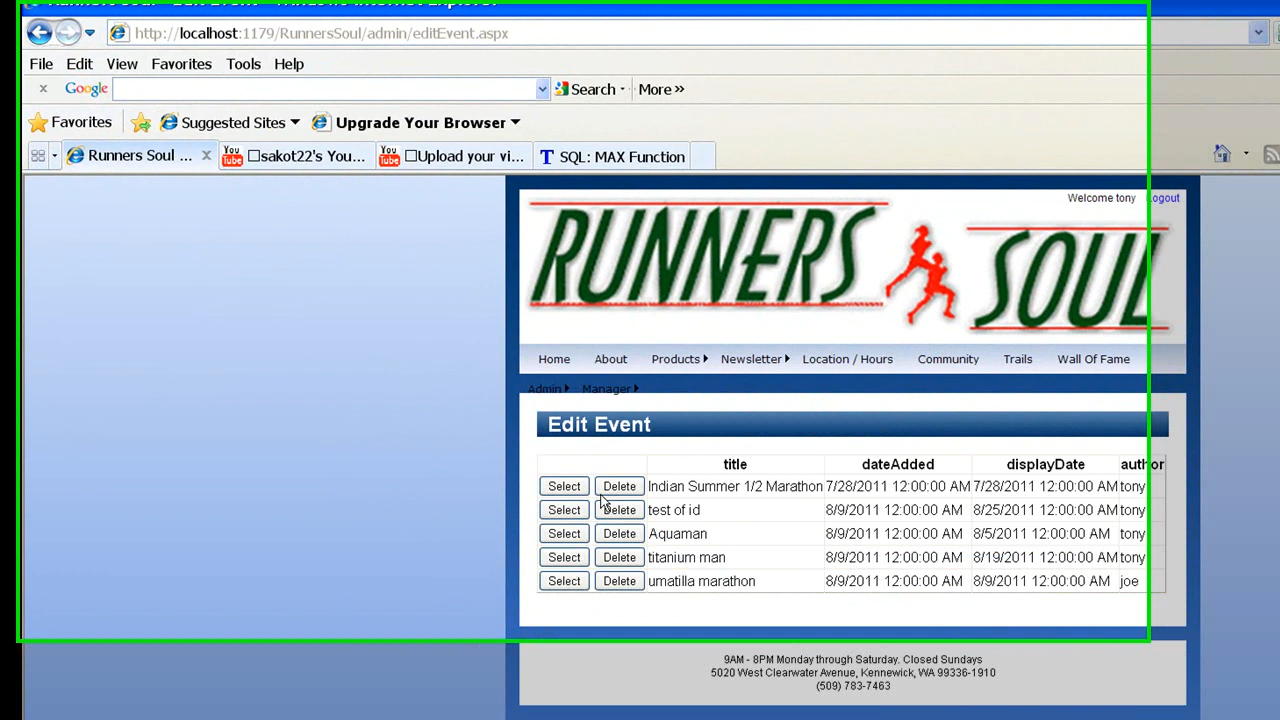 http://localhost:1179/RunnersSoul/admin/editEvent.aspx
File Edit View Favorites Tools Help
x Google Search More »
Favorites Suggested Sites Upgrade Your Browser
Runners Soul ... x You Tube sakot22's You... You Tube Upload your vi... T SQL: MAX Function
Welcome tony Logout
RUNNERS SOUL
Home About Products Newsletter Location / Hours Community Trails Wall Of Fame
Admin Manager
Edit Event
title dateAdded displayDate author
Select Delete Indian Summer 1/2 Marathon 7/28/2011 12:00:00 AM 7/28/2011 12:00:00 AM tony
Select Delete test of id 8/9/2011 12:00:00 AM 8/25/2011 12:00:00 AM tony
Select Delete Aquaman 8/9/2011 12:00:00 AM 8/5/2011 12:00:00 AM tony
Select Delete titanium man 8/9/2011 12:00:00 AM 8/19/2011 12:00:00 AM tony
Select Delete umatilla marathon 8/9/2011 12:00:00 AM 8/9/2011 12:00:00 AM joe
9AM - 8PM Monday through Saturday. Closed Sundays
5020 West Clearwater Avenue, Kennewick, WA 99336-1910
(509) 783-7463